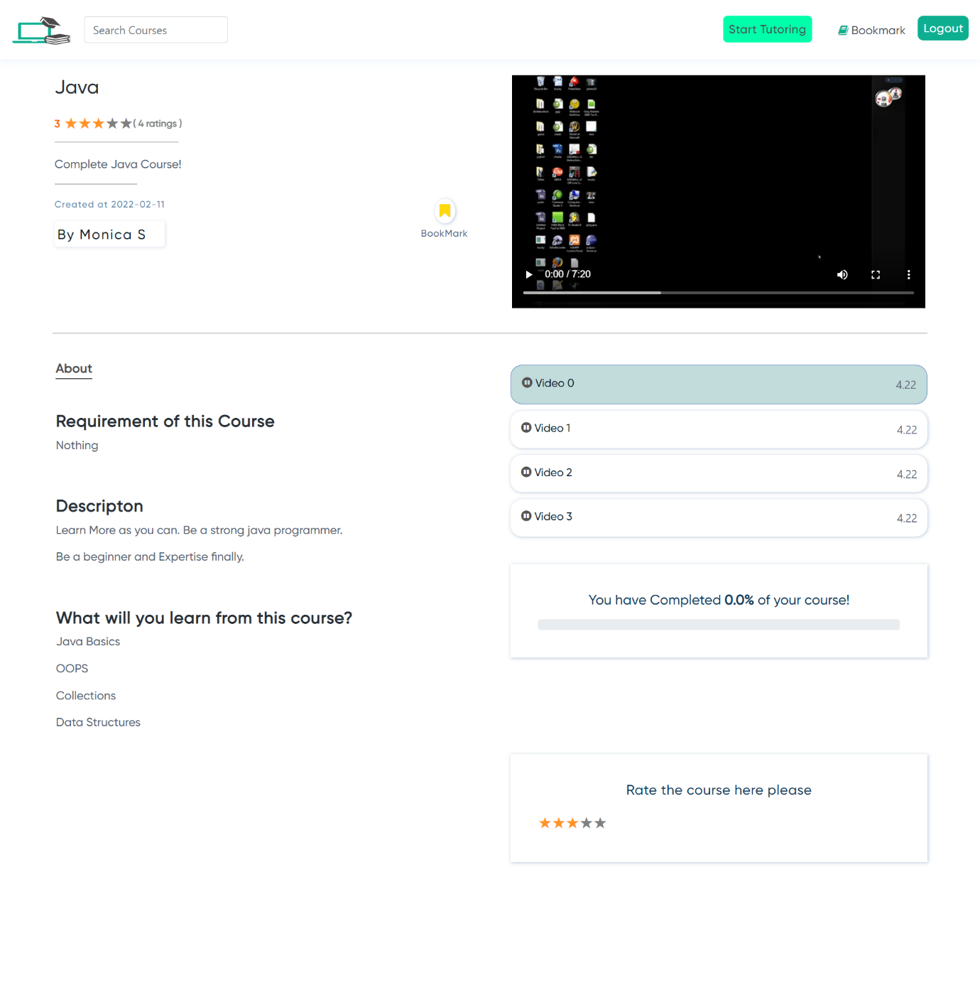 Search Courses
Start Tutoring
Bookmark
Logout
Java
3 ★★★★★( 4 ratings )
Complete Java Course!
Created at 2022-02-11
By Monica S
BookMark
0:00 / 7:20
About
Requirement of this Course
Nothing
Descripton
Learn More as you can. Be a strong java programmer.
Be a beginner and Expertise finally.
What will you learn from this course?
Java Basics
OOPS
Collections
Data Structures
Video 0 4.22
Video 1 4.22
Video 2 4.22
Video 3 4.22
You have Completed 0.0% of your course!
Rate the course here please
★★★★★